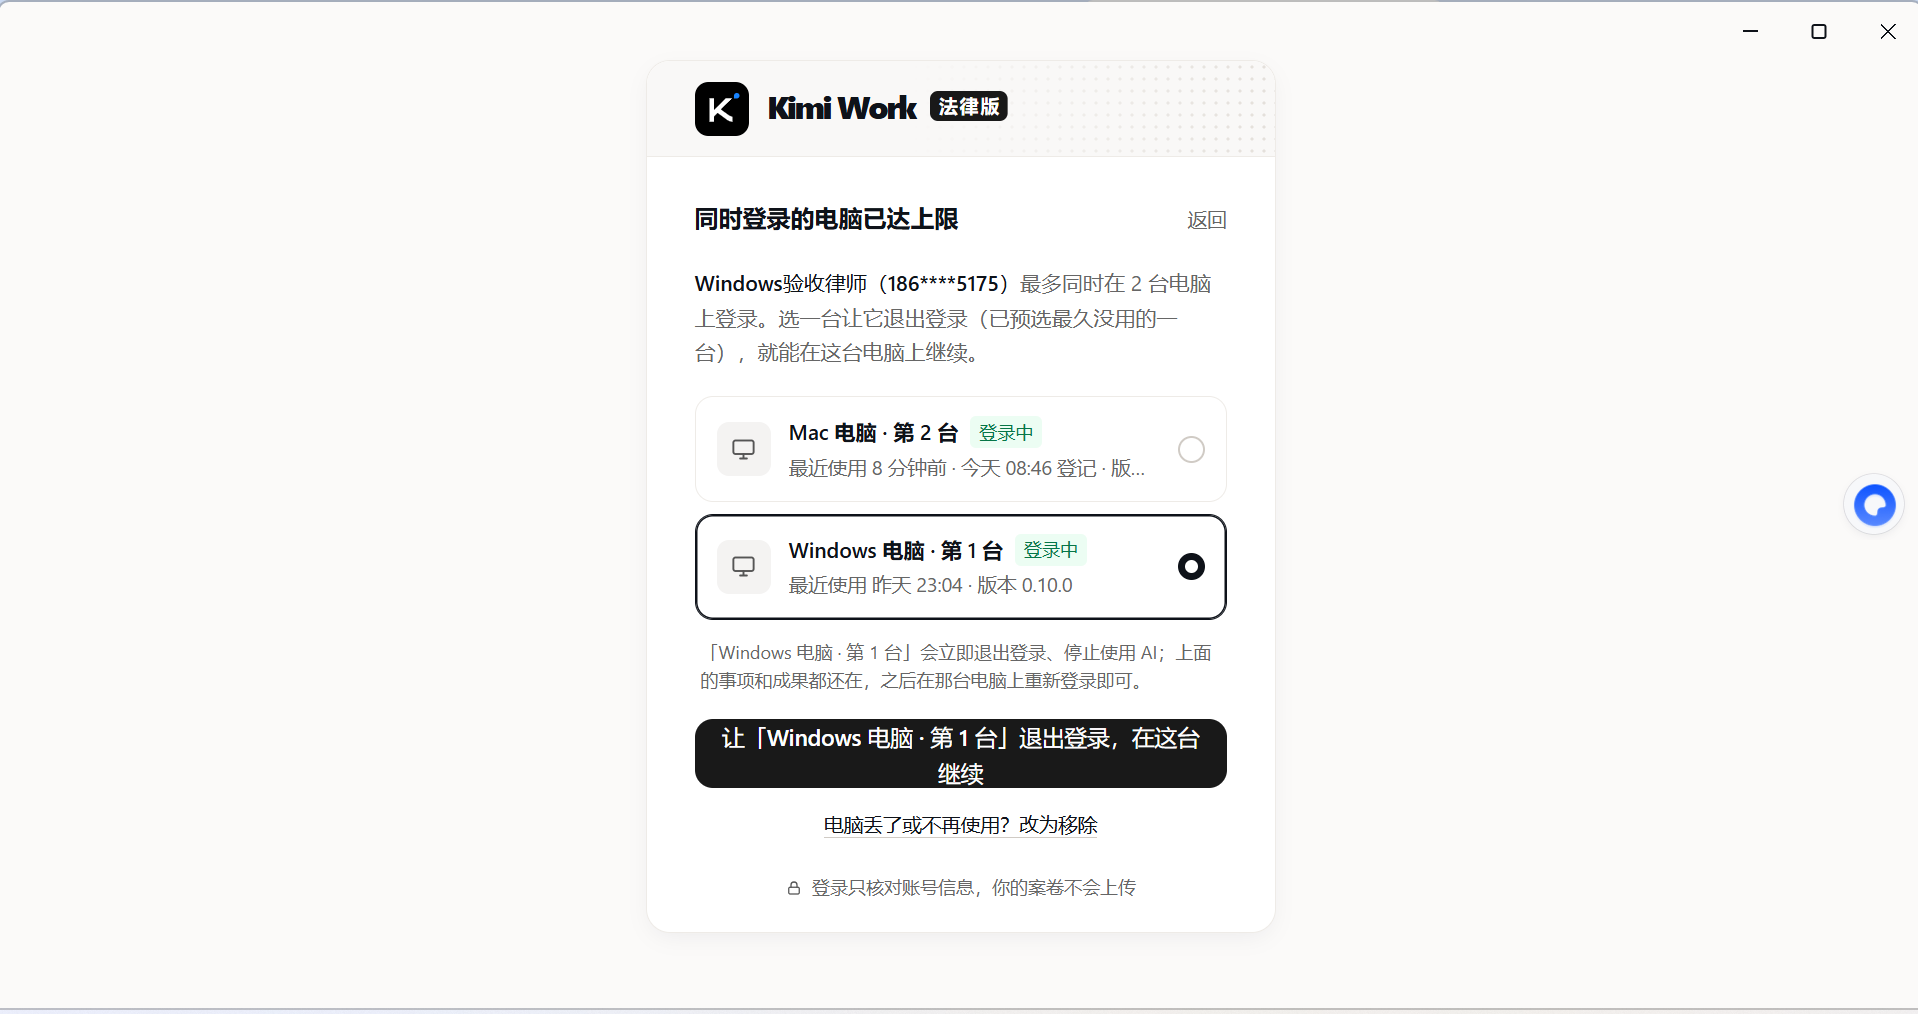 Kimi Work 法律版
同时登录的电脑已达上限 返回
Windows验收律师（186****5175）最多同时在 2 台电脑
上登录。选一台让它退出登录（已预选最久没用的一
台），就能在这台电脑上继续。
Mac 电脑 · 第 2 台 登录中
最近使用 8 分钟前 · 今天 08:46 登记 · 版...
Windows 电脑 · 第 1 台 登录中
最近使用 昨天 23:04 · 版本 0.10.0
「Windows 电脑 · 第 1 台」会立即退出登录、停止使用 AI；上面
的事项和成果都还在，之后在那台电脑上重新登录即可。
让「Windows 电脑 · 第 1 台」退出登录，在这台
继续
电脑丢了或不再使用？改为移除
登录只核对账号信息，你的案卷不会上传